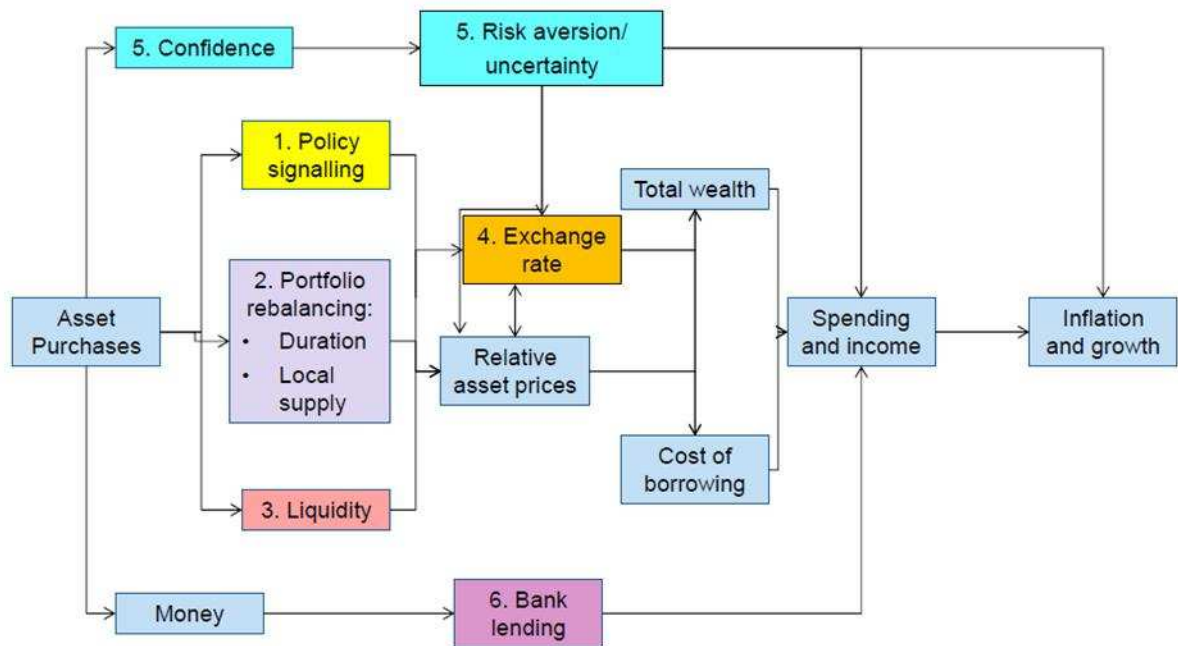 5. Confidence
5. Risk aversion/
uncertainty
1. Policy
signalling
Total wealth
4. Exchange
rate
2. Portfolio
rebalancing:
• Duration
• Local
supply
Asset
Purchases
Relative
asset prices
Spending
and income
Inflation
and growth
Cost of
borrowing
3. Liquidity
Money
6. Bank
lending